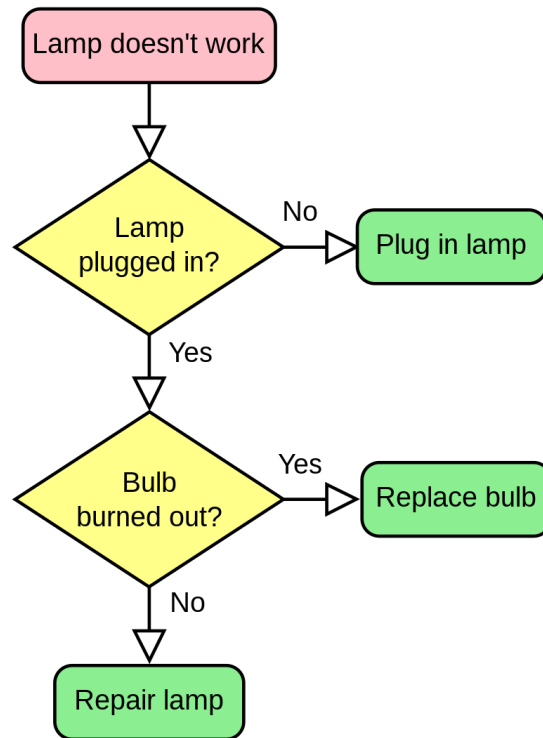 Lamp doesn't work
Lamp
plugged in?
No
Plug in lamp
Yes
Bulb
burned out?
Yes
Replace bulb
No
Repair lamp